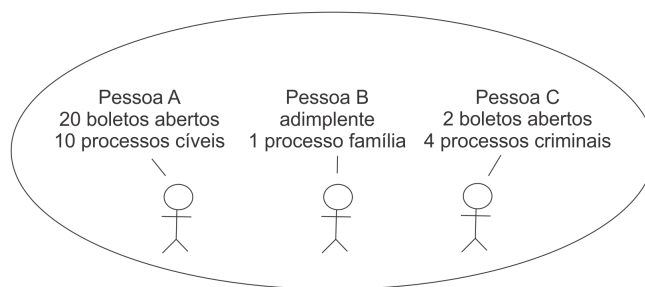 Pessoa A
20 boletos abertos
10 processos cíveis
Pessoa B
adimplente
1 processo família
Pessoa C
2 boletos abertos
4 processos criminais